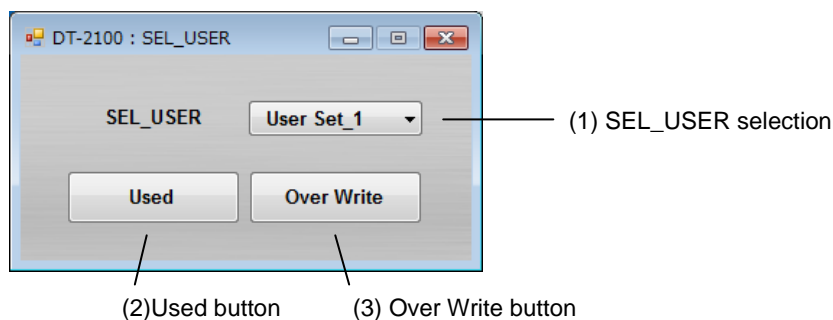 DT-2100 : SEL_USER
SEL_USER User Set_1 (1) SEL_USER selection
Used Over Write
(2)Used button (3) Over Write button